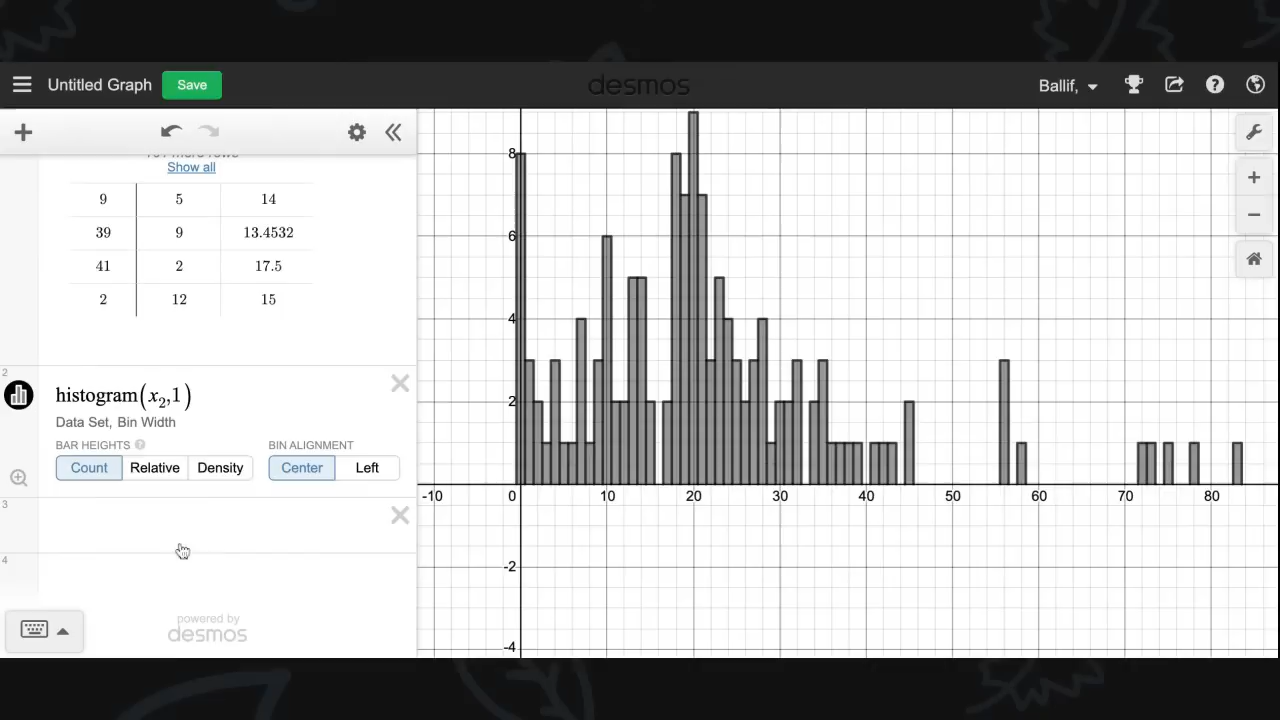 Untitled Graph Save desmos Ballif,
Show all
9 5 14
39 9 13.4532
41 2 17.5
2 12 15
2
histogram(x₂,1)
Data Set, Bin Width
BAR HEIGHTS BIN ALIGNMENT
Count Relative Density Center Left
3
4
powered by
desmos
8
6
4
2
-10 0 10 20 30 40 50 60 70 80
-2
-4